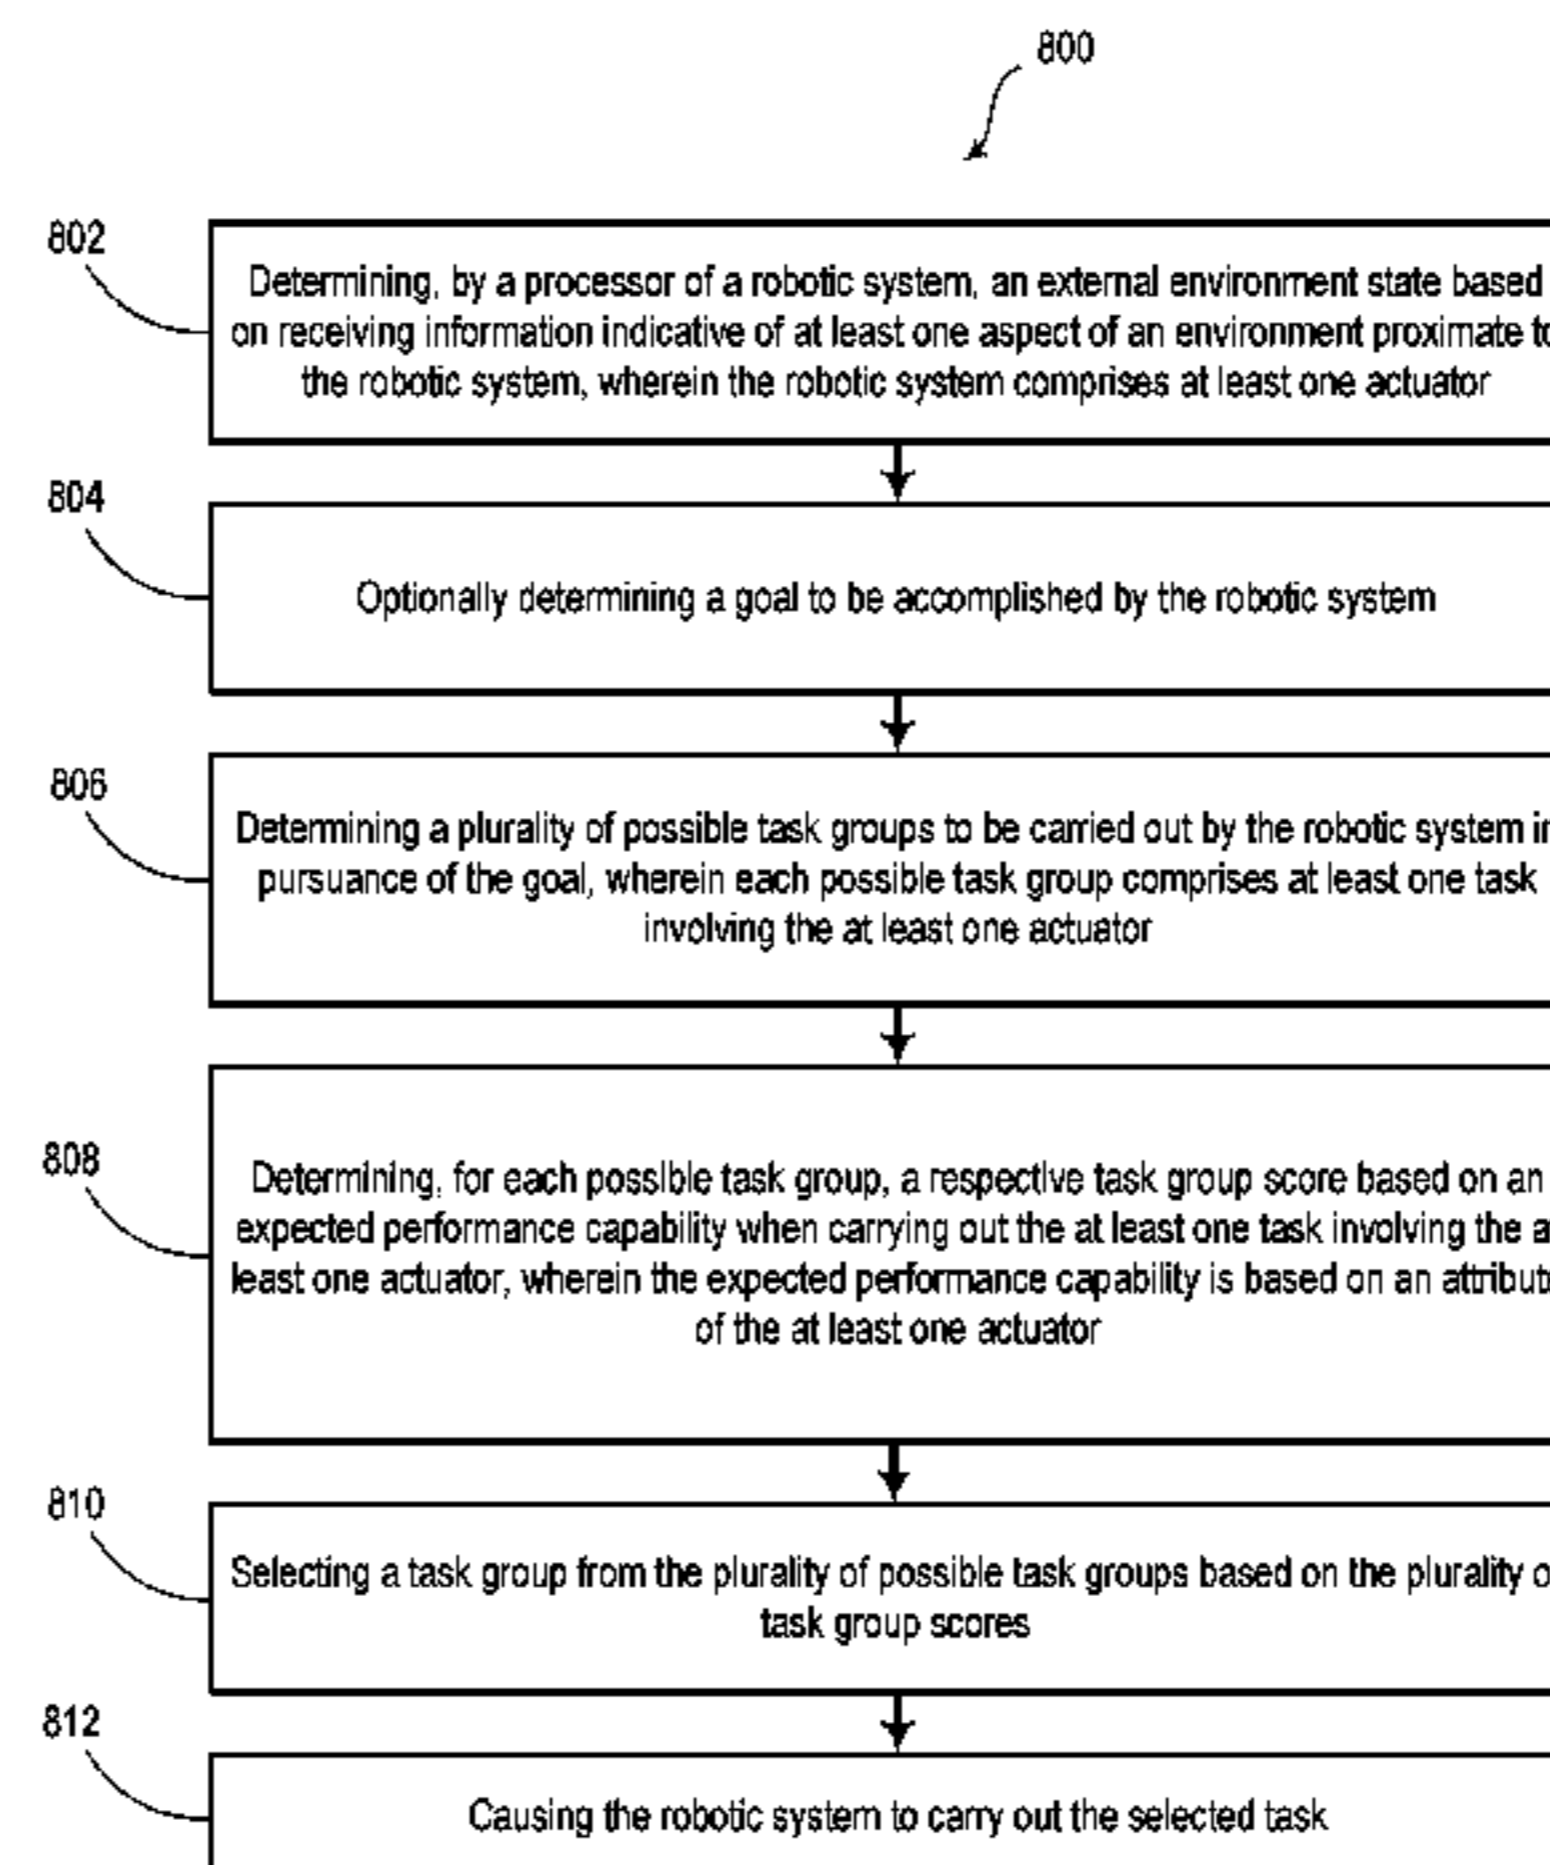 800
802
Determining, by a processor of a robotic system, an external environment state based
on receiving information indicative of at least one aspect of an environment proximate to
the robotic system, wherein the robotic system comprises at least one actuator
804
Optionally determining a goal to be accomplished by the robotic system
806
Determining a plurality of possible task groups to be carried out by the robotic system in
pursuance of the goal, wherein each possible task group comprises at least one task
involving the at least one actuator
808
Determining, for each possible task group, a respective task group score based on an
expected performance capability when carrying out the at least one task involving the at
least one actuator, wherein the expected performance capability is based on an attribute
of the at least one actuator
810
Selecting a task group from the plurality of possible task groups based on the plurality of
task group scores
812
Causing the robotic system to carry out the selected task